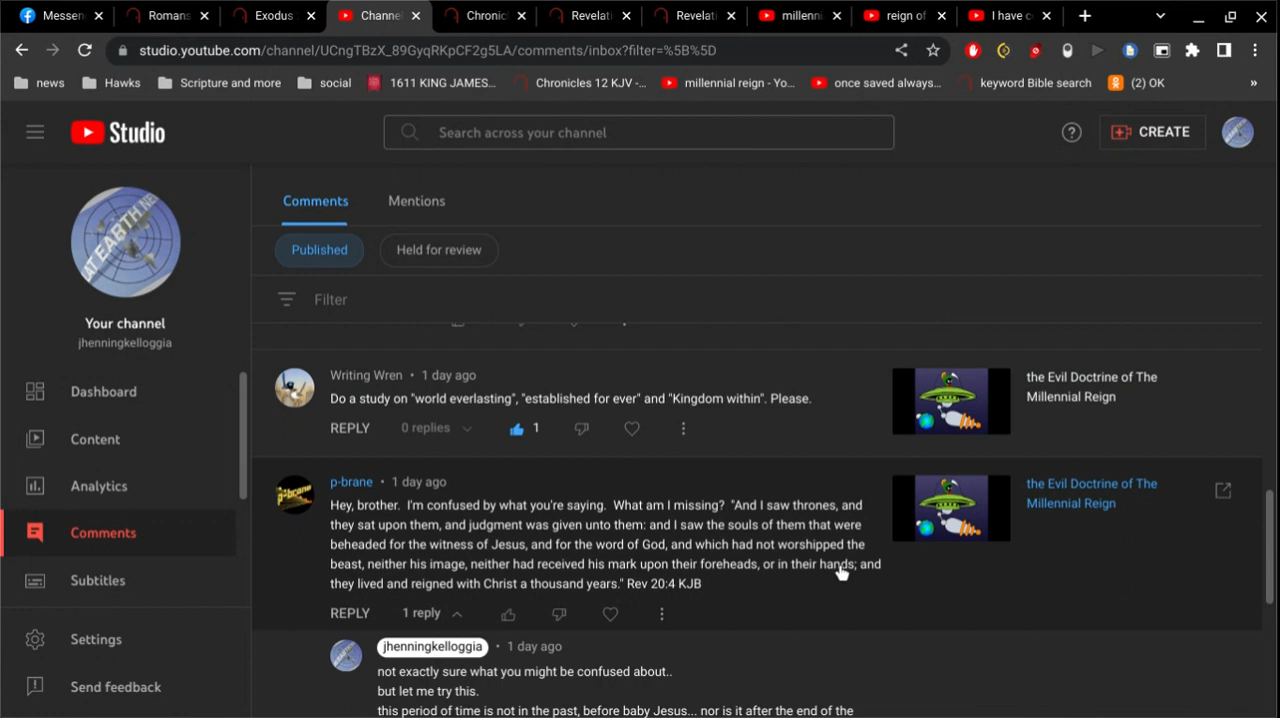 Messen
Romans
Exodus
Channel
Chronic
Revelati
Revelati
millenni
reign of
I have c
studio.youtube.com/channel/UCngTBzX_89GyqRKpCF2g5LA/comments/inbox?filter=%5B%5D
news
Hawks
Scripture and more
social
1611 KING JAMES...
Chronicles 12 KJV -...
millennial reign - Yo...
once saved always...
keyword Bible search
(2) OK
»
Studio
Search across your channel
CREATE
AT EARTH NE
Your channel
jhenningkelloggia
Dashboard
Content
Analytics
Comments
Subtitles
Settings
Send feedback
Comments
Mentions
Published
Held for review
Filter
Writing Wren • 1 day ago
Do a study on "world everlasting", "established for ever" and "Kingdom within". Please.
REPLY
0 replies
1
the Evil Doctrine of The
Millennial Reign
p-brane
p-brane • 1 day ago
Hey, brother. I'm confused by what you're saying. What am I missing? "And I saw thrones, and
they sat upon them, and judgment was given unto them: and I saw the souls of them that were
beheaded for the witness of Jesus, and for the word of God, and which had not worshipped the
beast, neither his image, neither had received his mark upon their foreheads, or in their hands; and
they lived and reigned with Christ a thousand years." Rev 20:4 KJB
REPLY
1 reply
the Evil Doctrine of The
Millennial Reign
jhenningkelloggia • 1 day ago
not exactly sure what you might be confused about..
but let me try this.
this period of time is not in the past, before baby Jesus... nor is it after the end of the